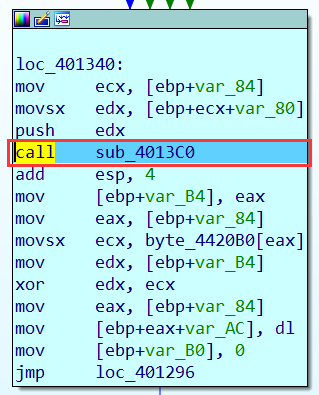 loc_401340:
mov ecx, [ebp+var_84]
movsx edx, [ebp+ecx+var_80]
push edx
call sub_4013C0
add esp, 4
mov [ebp+var_B4], eax
mov eax, [ebp+var_84]
movsx ecx, byte_4420B0[eax]
mov edx, [ebp+var_B4]
xor edx, ecx
mov eax, [ebp+var_84]
mov [ebp+eax+var_AC], dl
mov [ebp+var_B0], 0
jmp loc_401296